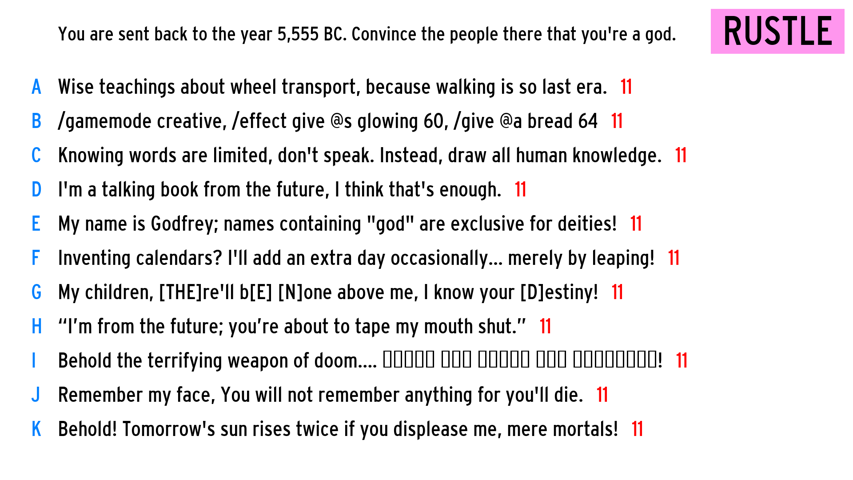 You are sent back to the year 5,555 BC. Convince the people there that you're a god.
RUSTLE
A Wise teachings about wheel transport, because walking is so last era. 11
B /gamemode creative, /effect give @s glowing 60, /give @a bread 64 11
C Knowing words are limited, don't speak. Instead, draw all human knowledge. 11
D I'm a talking book from the future, I think that's enough. 11
E My name is Godfrey; names containing "god" are exclusive for deities! 11
F Inventing calendars? I'll add an extra day occasionally... merely by leaping! 11
G My children, [THE]re'll b[E] [N]one above me, I know your [D]estiny! 11
H “I’m from the future; you’re about to tape my mouth shut.” 11
I Behold the terrifying weapon of doom.... ▯▯▯▯▯ ▯▯▯ ▯▯▯▯▯ ▯▯▯ ▯▯▯▯▯▯▯▯! 11
J Remember my face, You will not remember anything for you'll die. 11
K Behold! Tomorrow's sun rises twice if you displease me, mere mortals! 11